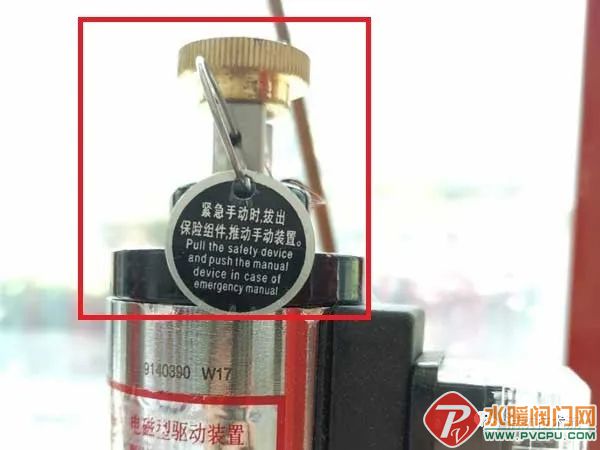 紧急手动时,拔出
保险组件,推动手动装置。
Pull the safety device
and push the manual
device in case of
emergency manual
9140390 W17
电磁型驱动装置
水暖阀门网
WWW.PVCPU.COM